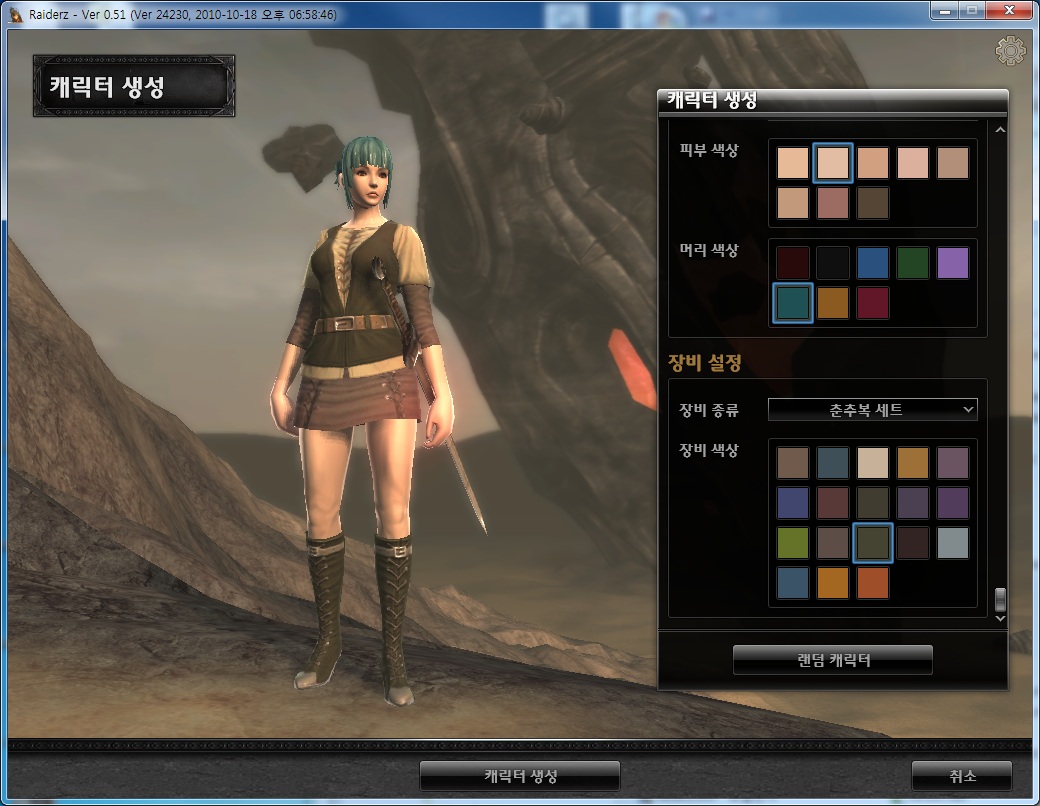 Raiderz - Ver 0.51 (Ver 24230, 2010-10-18 오후 06:58:46)
캐릭터 생성
캐릭터 생성
피부 색상
머리 색상
장비 설정
장비 종류
춘추복 세트
장비 색상
랜덤 캐릭터
캐릭터 생성
취소